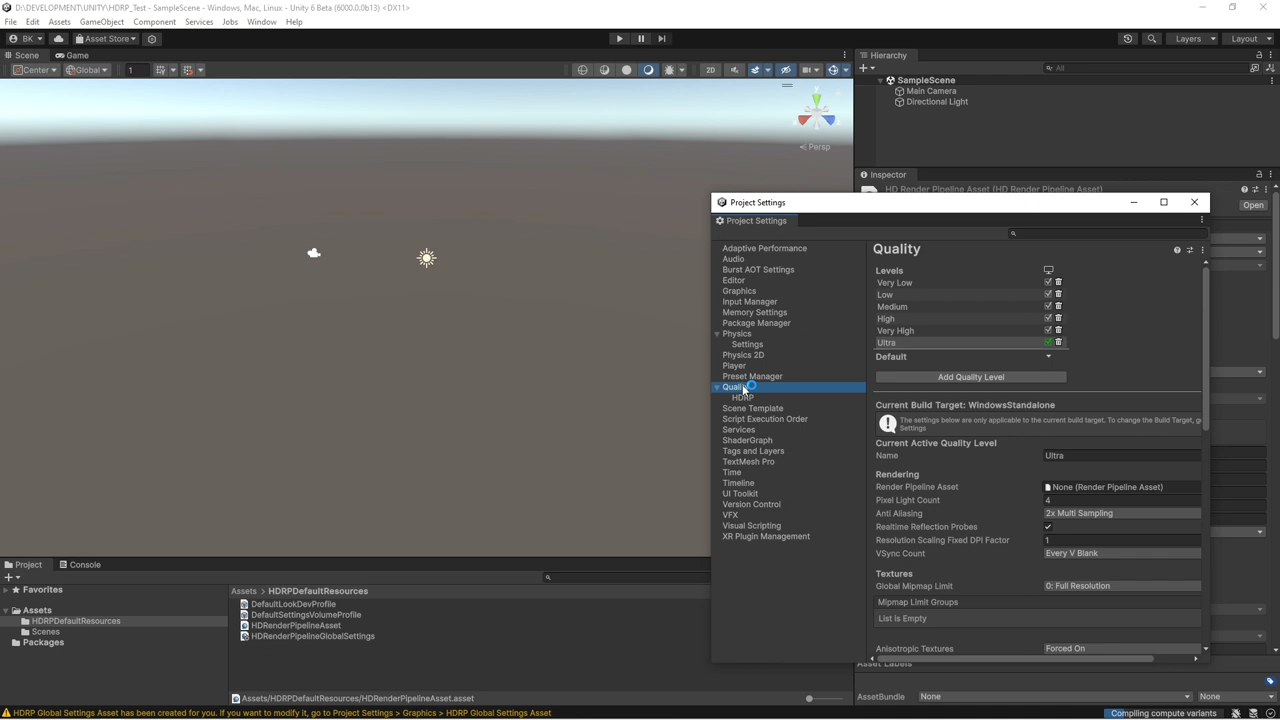 D:\DEVELOPMENT\UNITY\HDRP_Test - SampleScene - Windows, Mac, Linux - Unity 6 Beta (6000.0.0b13) <DX11>
File Edit Assets GameObject Component Services Jobs Window Help
BK Asset Store Layers Layout
Scene Game
Center Global 1 2D
Persp
Hierarchy
All
SampleScene
Main Camera
Directional Light
Inspector
HD Render Pipeline Asset (HD Render Pipeline Asset)
Open
Project Settings
Project Settings
Adaptive Performance
Audio
Burst AOT Settings
Editor
Graphics
Input Manager
Memory Settings
Package Manager
Physics
Settings
Physics 2D
Player
Preset Manager
HDRP
Scene Template
Script Execution Order
Services
ShaderGraph
Tags and Layers
TextMesh Pro
Time
Timeline
UI Toolkit
Version Control
VFX
Visual Scripting
XR Plugin Management
Quality
Levels
Very Low
Low
Medium
High
Very High
Ultra
Default
Add Quality Level
Current Build Target: WindowsStandalone
The settings below are only applicable to the current build target. To change the Build Target, g
Settings
Current Active Quality Level
Name Ultra
Rendering
Render Pipeline Asset None (Render Pipeline Asset)
Pixel Light Count 4
Anti Aliasing 2x Multi Sampling
Realtime Reflection Probes
Resolution Scaling Fixed DPI Factor 1
VSync Count Every V Blank
Textures
Global Mipmap Limit 0: Full Resolution
Mipmap Limit Groups
List is Empty
Anisotropic Textures Forced On
Asset Labels
AssetBundle None None
Project Console
Favorites
Assets
HDRPDefaultResources
Scenes
Packages
Assets > HDRPDefaultResources
DefaultLookDevProfile
DefaultSettingsVolumeProfile
HDRenderPipelineAsset
HDRenderPipelineGlobalSettings
Assets/HDRPDefaultResources/HDRenderPipelineAsset.asset
HDRP Global Settings Asset has been created for you. If you want to modify it, go to Project Settings > Graphics > HDRP Global Settings Asset
Compiling compute variants